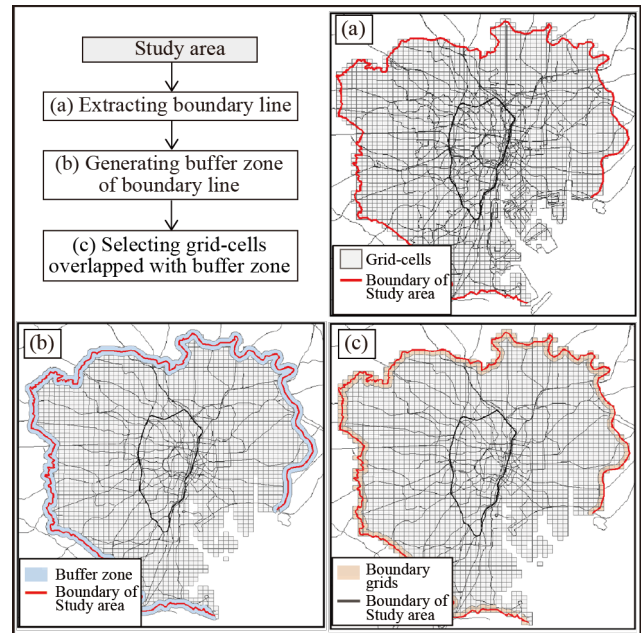 Study area
(a) Extracting boundary line
(b) Generating buffer zone
of boundary line
(c) Selecting grid-cells
overlapped with buffer zone
(a)
Grid-cells
Boundary of
Study area
(b)
Buffer zone
Boundary of
Study area
(c)
Boundary
grids
Boundary of
Study area